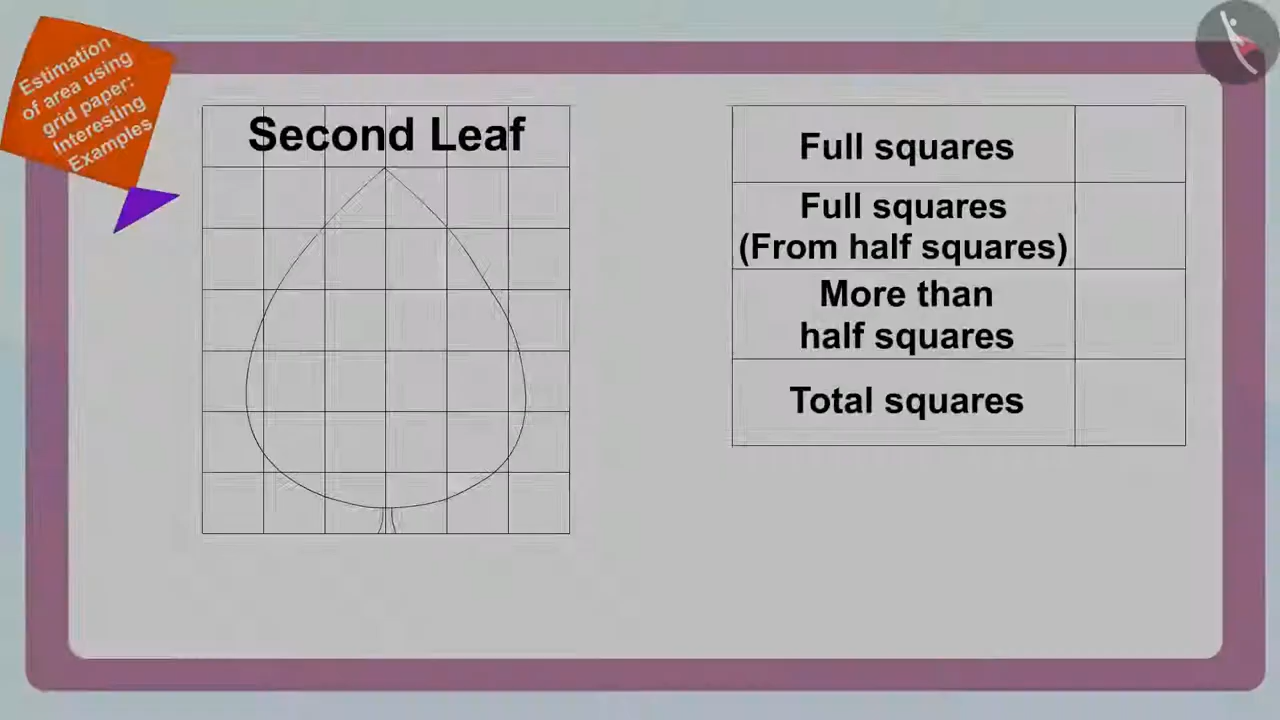 Estimation
of area using
grid paper:
Interesting
Examples
Second Leaf
Full squares
Full squares
(From half squares)
More than
half squares
Total squares